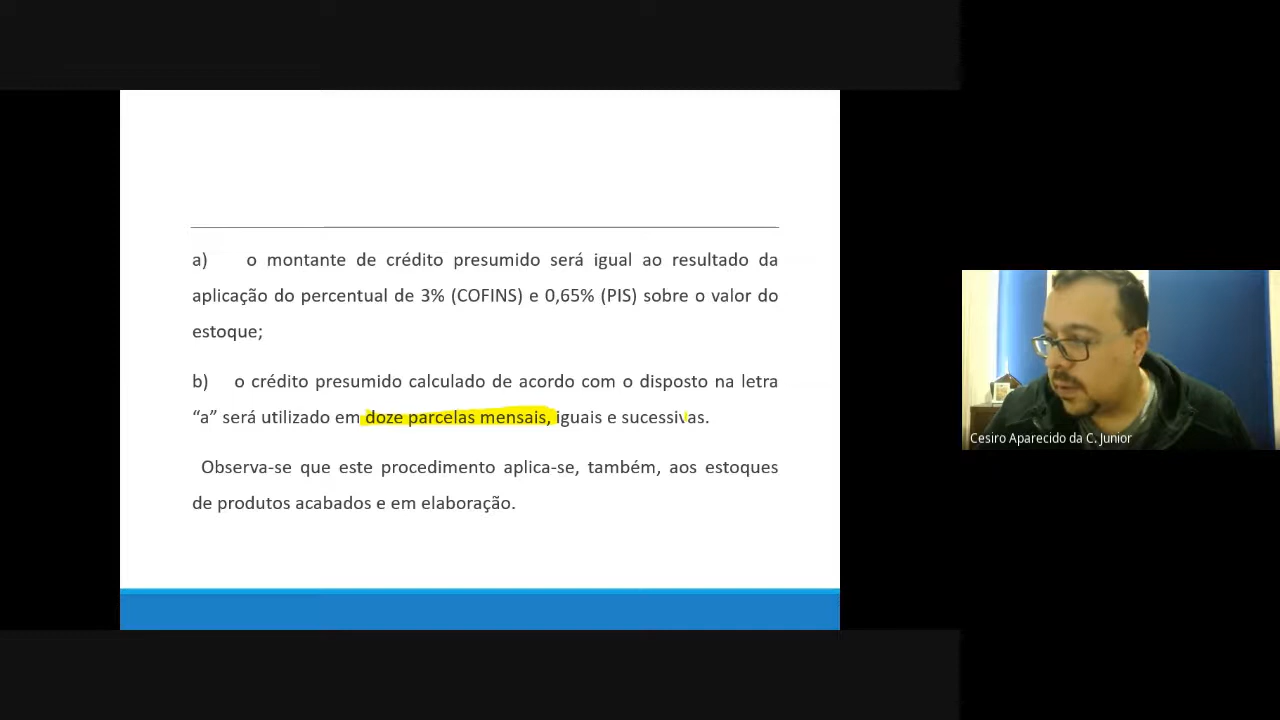 a) o montante de crédito presumido será igual ao resultado da
aplicação do percentual de 3% (COFINS) e 0,65% (PIS) sobre o valor do
estoque;
b) o crédito presumido calculado de acordo com o disposto na letra
“a” será utilizado em doze parcelas mensais, iguais e sucessivas.
Observa-se que este procedimento aplica-se, também, aos estoques
de produtos acabados e em elaboração.
Cesiro Aparecido da C. Junior